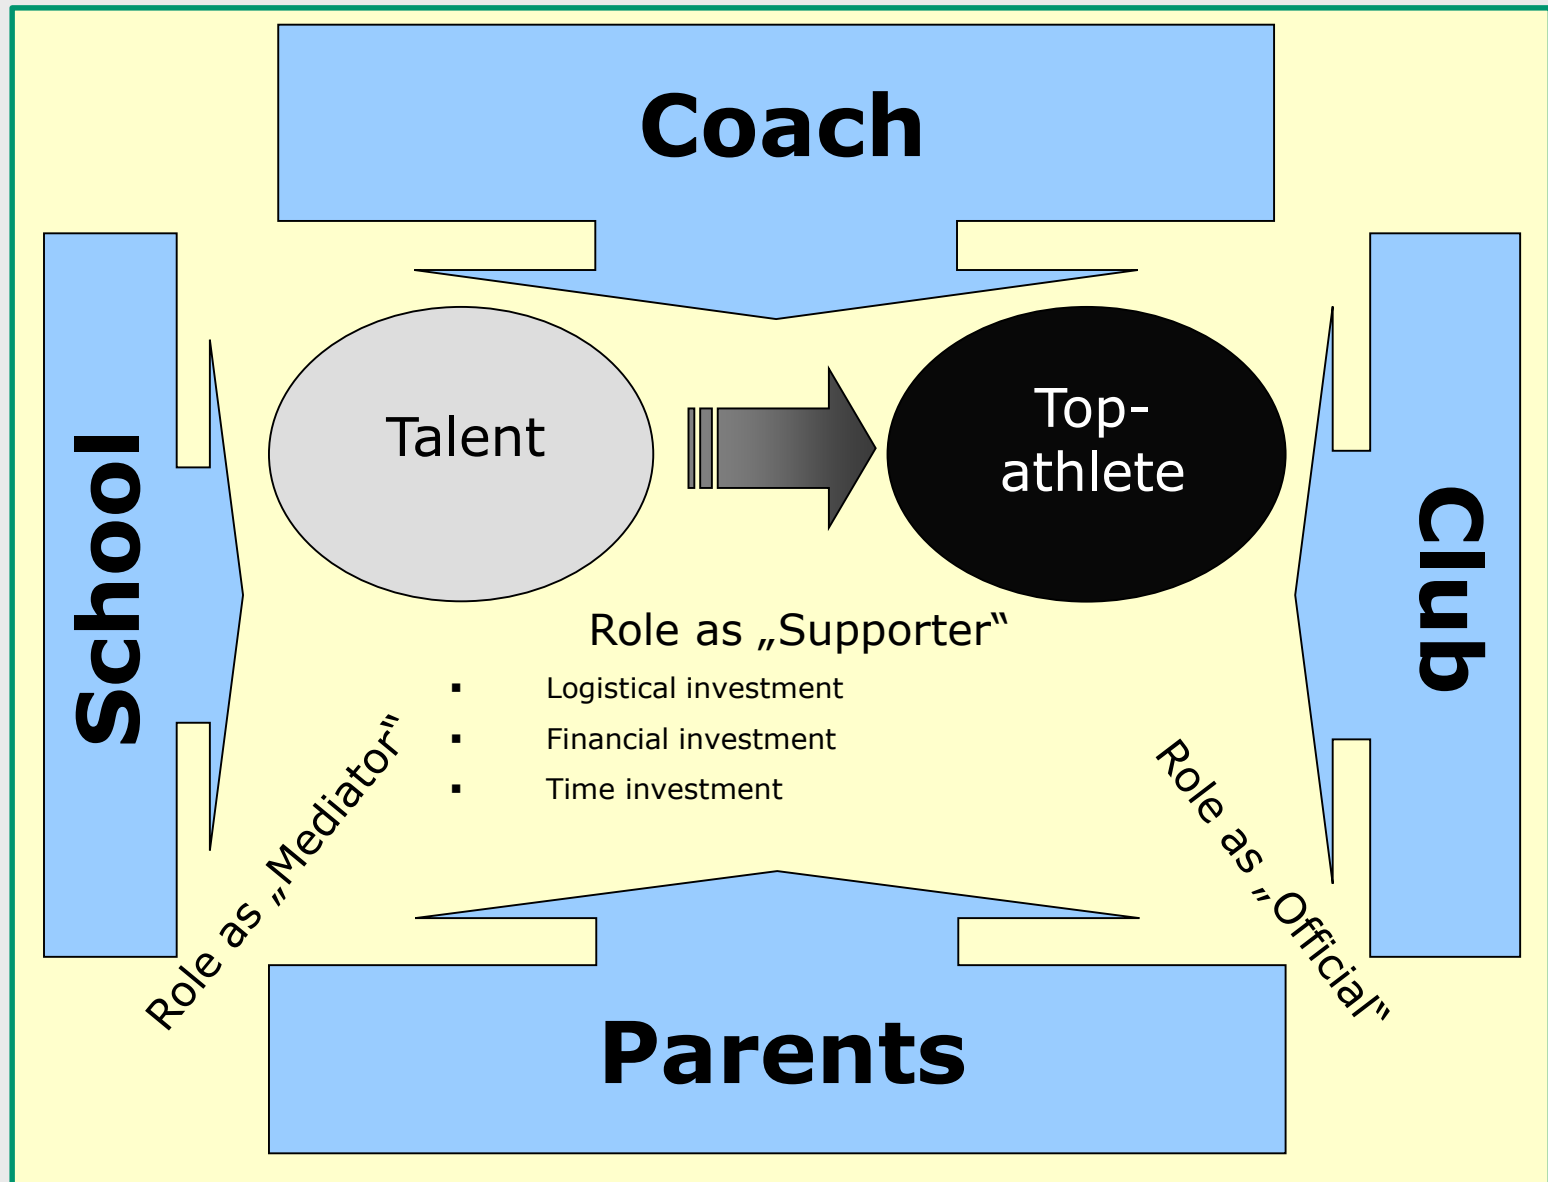 Coach
School
Talent
Top-
athlete
Club
Role as „Supporter“
▪ Logistical investment
▪ Financial investment
▪ Time investment
Role as „Mediator“
Role as „Official“
Parents